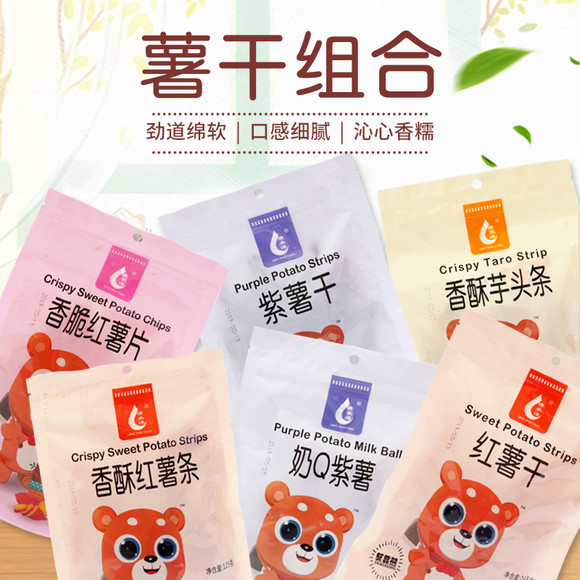 薯干组合
劲道绵软 | 口感细腻 | 沁心香糯
Crispy Sweet Potato Chips
香脆红薯片
Purple Potato Strips
紫薯干
Crispy Taro Strip
香酥芋头条
Crispy Sweet Potato Strips
香酥红薯条
Purple Potato Milk Ball
奶Q紫薯
Sweet Potato Strips
红薯干